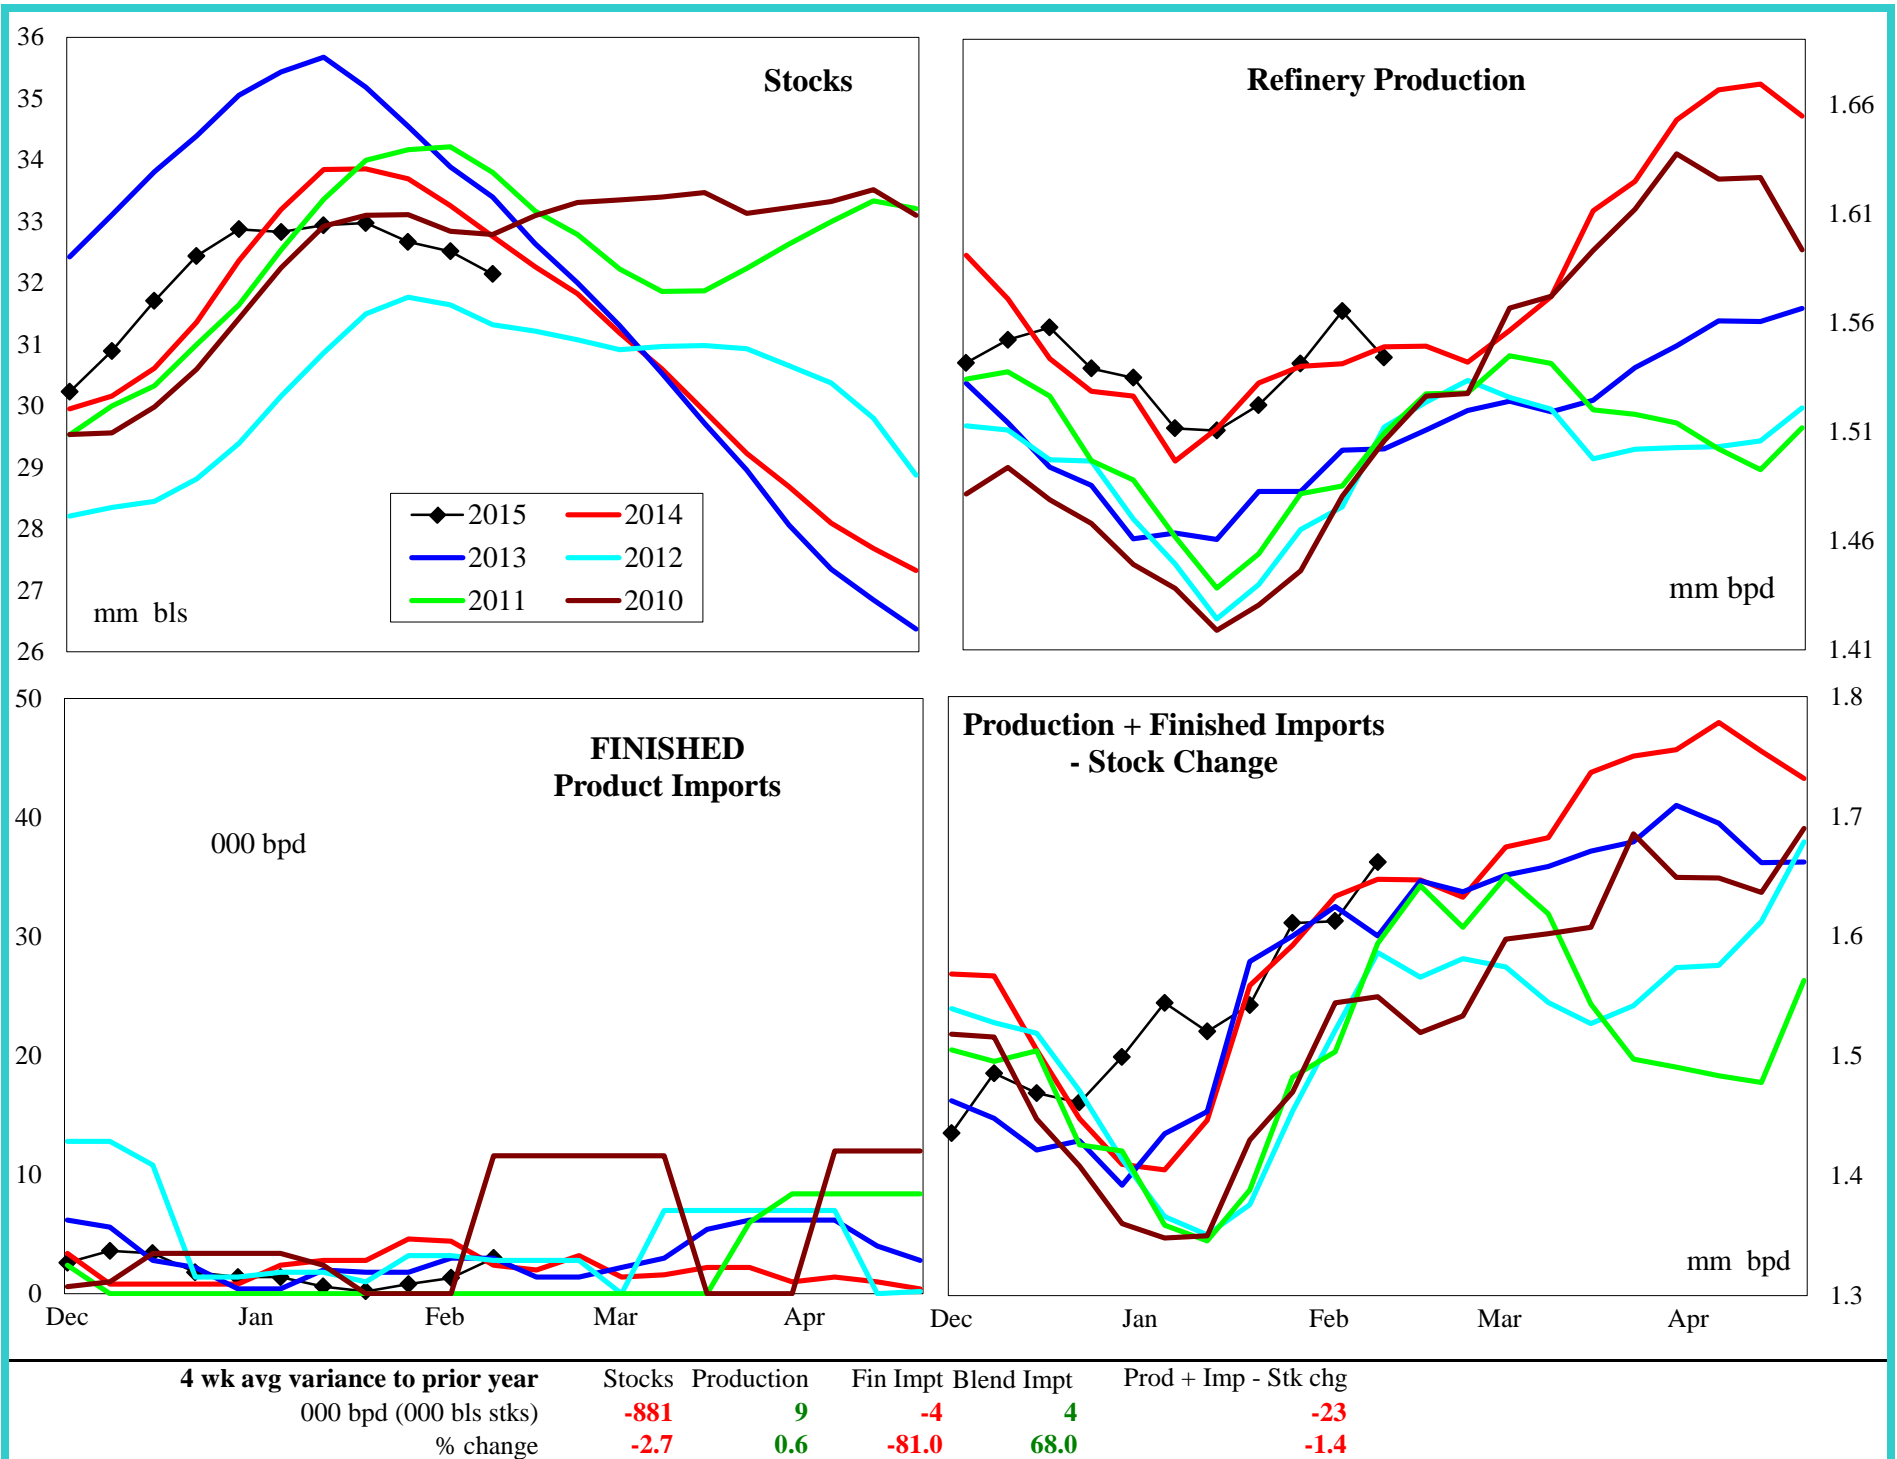 Stocks
36
35
34
33
32
31
30
29
28
27
26
mm bls
2015 2014
2013 2012
2011 2010
Refinery Production
1.66
1.61
1.56
1.51
1.46
1.41
mm bpd
FINISHED
Product Imports
000 bpd
50
40
30
20
10
0
Dec Jan Feb Mar Apr
Production + Finished Imports
- Stock Change
1.8
1.7
1.6
1.5
1.4
1.3
mm bpd
Dec Jan Feb Mar Apr
4 wk avg variance to prior year Stocks Production Fin Impt Blend Impt Prod + Imp - Stk chg
000 bpd (000 bls stks) -881 9 -4 4 -23
% change -2.7 0.6 -81.0 68.0 -1.4